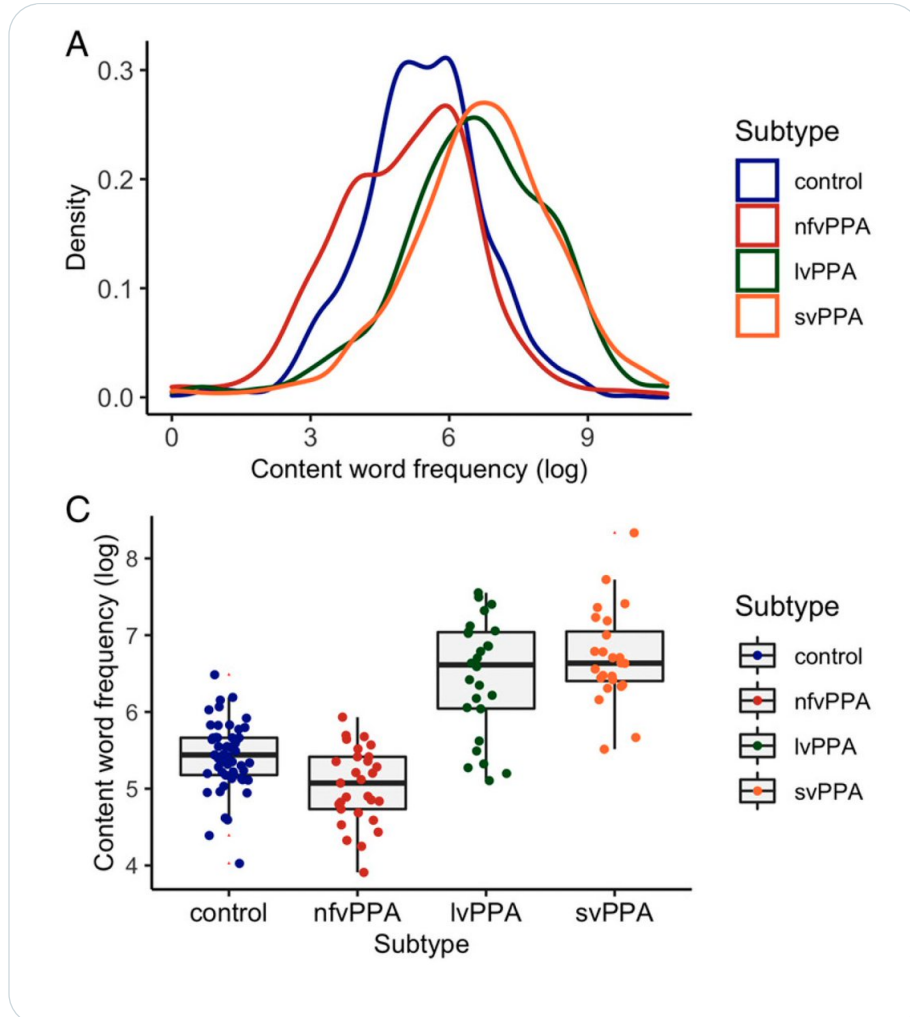 A
0.3
0.2
0.1
0.0
Density
0 3 6 9
Content word frequency (log)
Subtype
control
nfvPPA
lvPPA
svPPA
C
8
7
6
5
4
Content word frequency (log)
control nfvPPA lvPPA svPPA
Subtype
Subtype
control
nfvPPA
lvPPA
svPPA